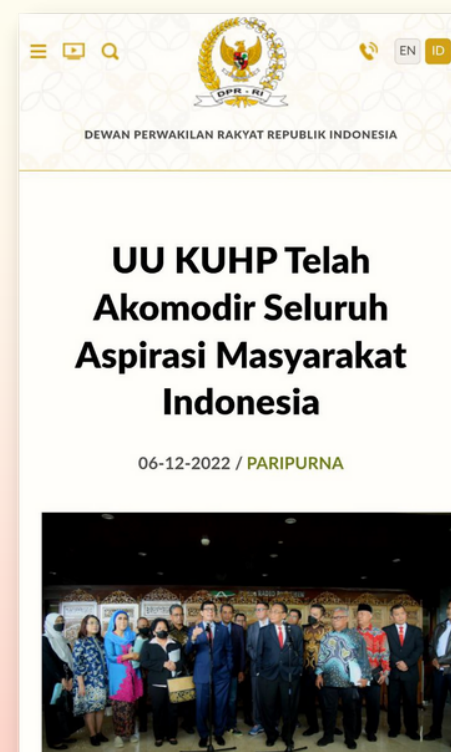 EN ID
DPR - RI
DEWAN PERWAKILAN RAKYAT REPUBLIK INDONESIA
UU KUHP Telah
Akomodir Seluruh
Aspirasi Masyarakat
Indonesia
06-12-2022 / PARIPURNA